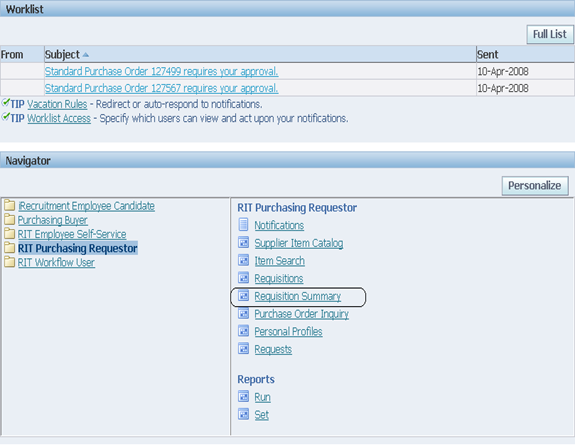 Worklist
Full List
From Subject Sent
Standard Purchase Order 127499 requires your approval. 10-Apr-2008
Standard Purchase Order 127567 requires your approval. 10-Apr-2008
TIP Vacation Rules - Redirect or auto-respond to notifications.
TIP Worklist Access - Specify which users can view and act upon your notifications.
Navigator
Personalize
iRecruitment Employee Candidate
Purchasing Buyer
RIT Employee Self-Service
RIT Purchasing Requestor
RIT Workflow User
RIT Purchasing Requestor
Notifications
Supplier Item Catalog
Item Search
Requisitions
Requisition Summary
Purchase Order Inquiry
Personal Profiles
Requests
Reports
Run
Set